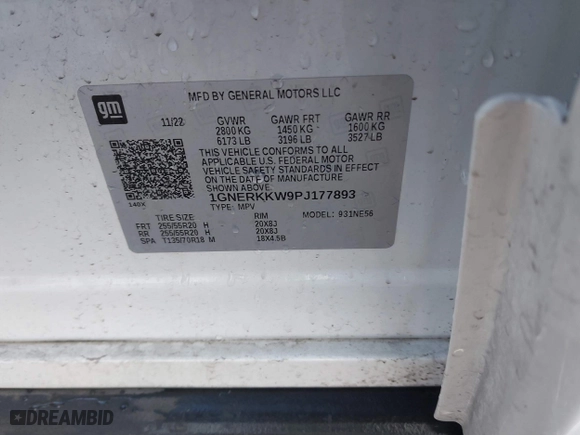 gm
MFD BY GENERAL MOTORS LLC
11/22 GVWR GAWR FRT GAWR RR
2800 KG 1450 KG 1600 KG
6173 LB 3196 LB 3527 LB
THIS VEHICLE CONFORMS TO ALL
APPLICABLE U.S. FEDERAL MOTOR
VEHICLE SAFETY STANDARDS IN EFFECT
ON THE DATE OF MANUFACTURE
SHOWN ABOVE.
1GNERKKW9PJ177893
140X TYPE: MPV MODEL: 931NE56
TIRE SIZE RIM
FRT 255/55R20 H 20X8J
RR 255/55R20 H 20X8J
SPA T135/70R18 M 18X4.5B
DREAMBID